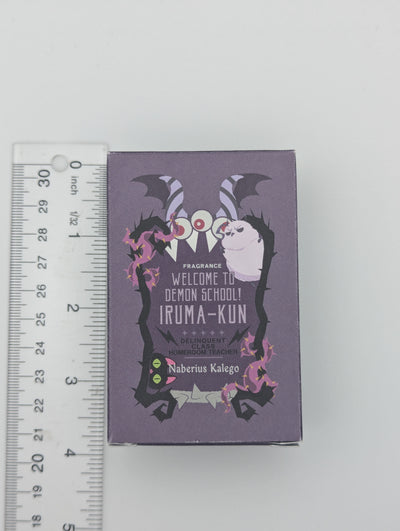 FRAGRANCE
WELCOME TO
DEMON SCHOOL!
IRUMA-KUN
DELINQUENT
CLASS
HOMEROOM TEACHER
Naberius Kalego
0
1/32
1
2
3
4
5
30
29
28
27
26
25
24
23
22
21
20
19
18